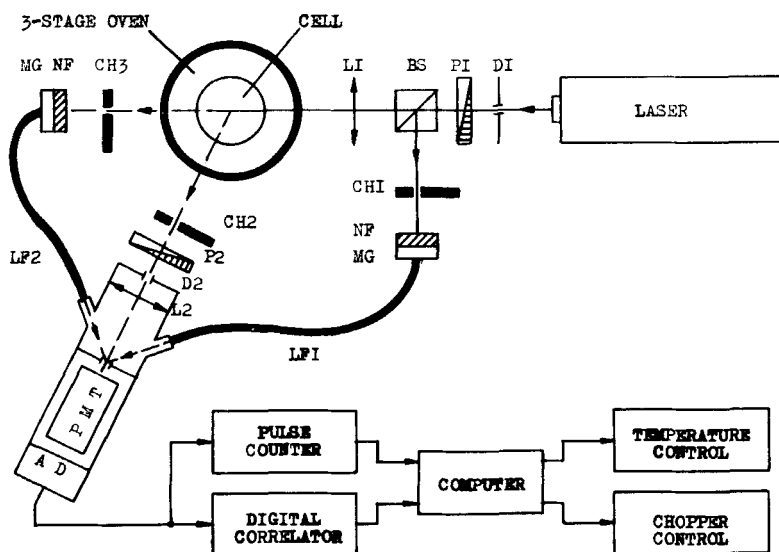 3-STAGE OVEN
CELL
MG NF CH3
LI
BS
PI
DI
LASER
CHI
NF
MG
CH2
P2
D2
L2
LF2
LFI
PMT
A D
PULSE
COUNTER
DIGITAL
CORRELATOR
COMPUTER
TEMPERATURE
CONTROL
CHOPPER
CONTROL